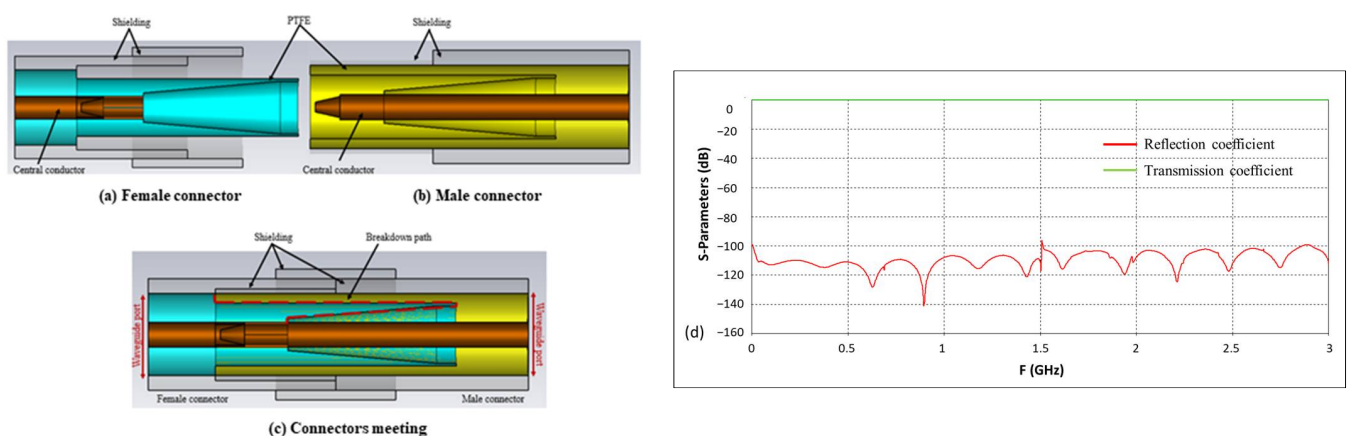 Shielding
PTFE
Shielding
Central conductor
Central conductor
(a) Female connector
(b) Male connector
Shielding
Breakdown path
Waveguide port
Waveguide port
Female connector
Male connector
(c) Connectors meeting
0
−20
−40
−60
−80
−100
−120
−140
−160
S-Parameters (dB)
Reflection coefficient
Transmission coefficient
(d)
0
0.5
1
1.5
2
2.5
3
F (GHz)